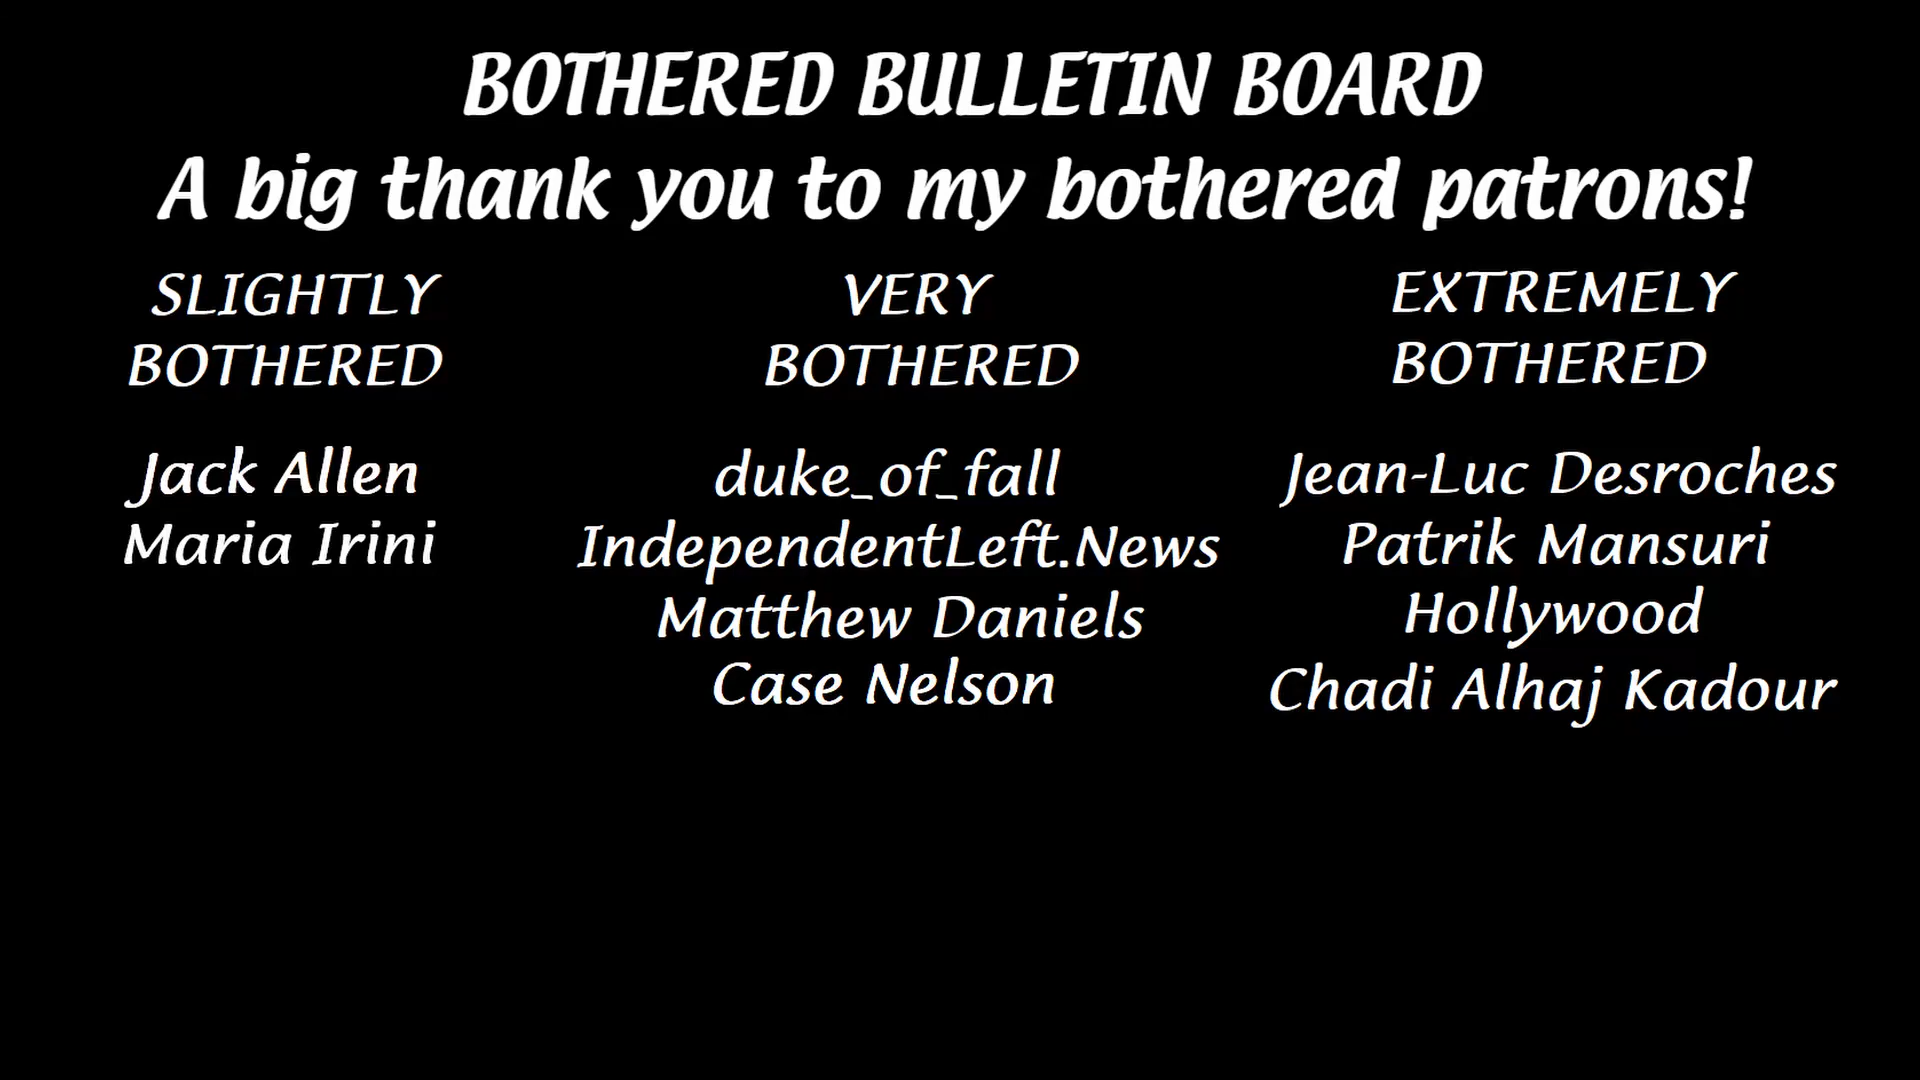 BOTHERED BULLETIN BOARD
A big thank you to my bothered patrons!
SLIGHTLY
BOTHERED
Jack Allen
Maria Irini
VERY
BOTHERED
duke_of_fall
IndependentLeft.News
Matthew Daniels
Case Nelson
EXTREMELY
BOTHERED
Jean-Luc Desroches
Patrik Mansuri
Hollywood
Chadi Alhaj Kadour